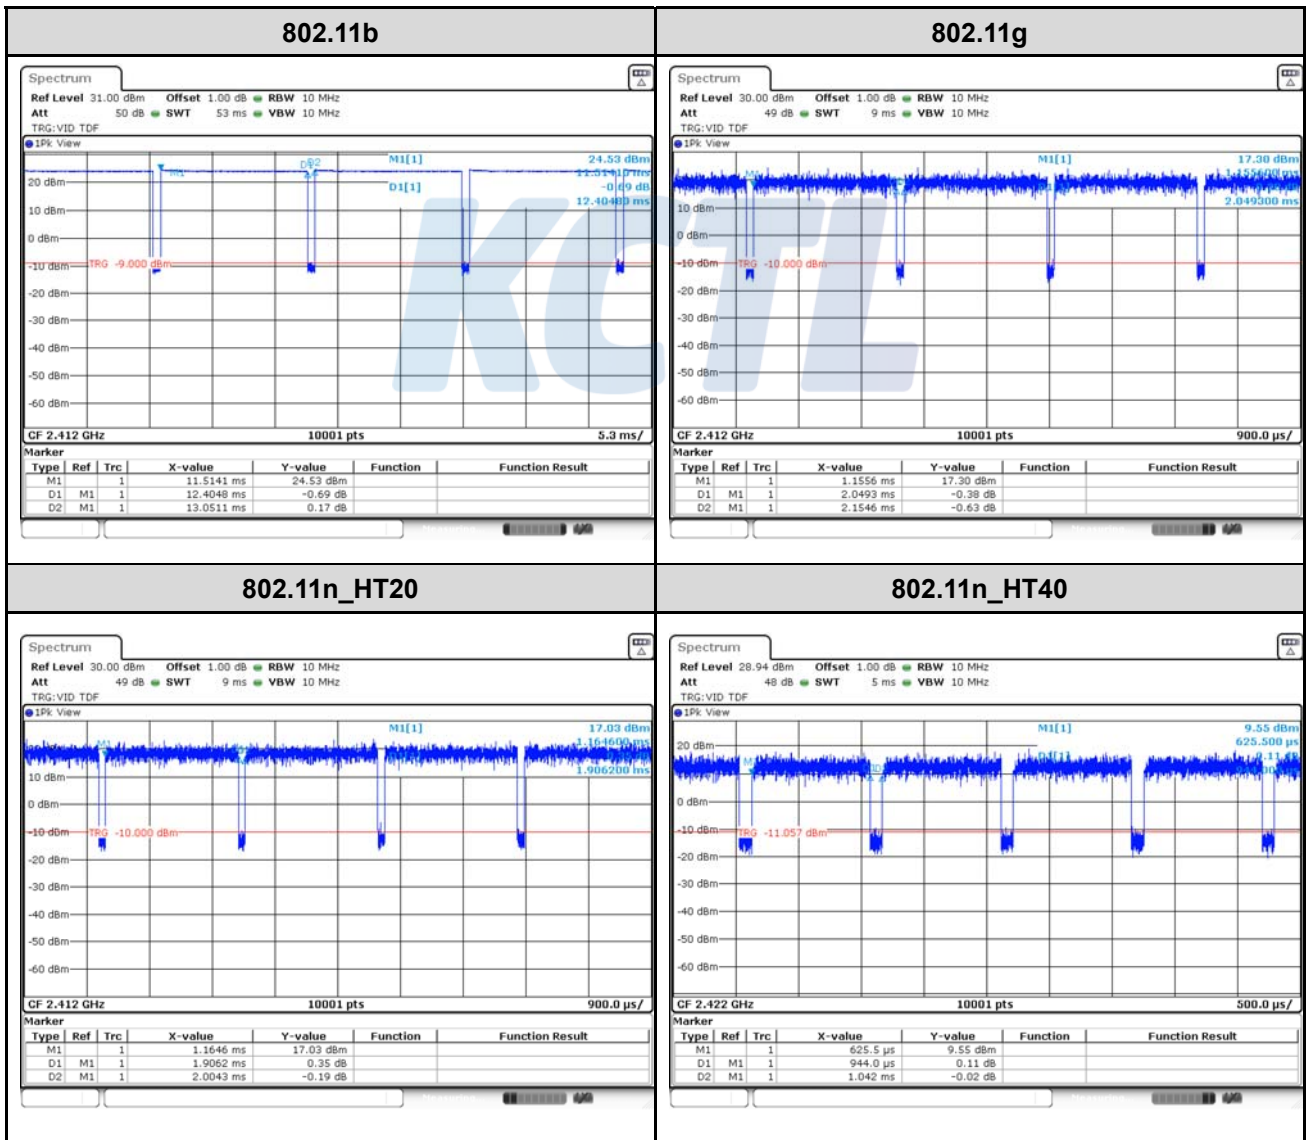 802.11b
Spectrum
Ref Level 31.00 dBm Offset 1.00 dB RBW 10 MHz
Att 50 dB SWT 53 ms VBW 10 MHz
TRG:VID TDF
1Pk View
M1[1] 24.53 dBm
D1[1] -0.69 dB
12.40480 ms
M1
D2
20 dBm
10 dBm
0 dBm
-10 dBm
TRG -9.000 dBm
-20 dBm
-30 dBm
-40 dBm
-50 dBm
-60 dBm
CF 2.412 GHz 10001 pts 5.3 ms/
Marker
Type Ref Trc X-value Y-value Function Function Result
M1 1 11.5141 ms 24.53 dBm
D1 M1 1 12.4048 ms -0.69 dB
D2 M1 1 13.0511 ms 0.17 dB
802.11g
Spectrum
Ref Level 30.00 dBm Offset 1.00 dB RBW 10 MHz
Att 49 dB SWT 9 ms VBW 10 MHz
TRG:VID TDF
1Pk View
M1[1] 17.30 dBm
2.049300 ms
10 dBm
0 dBm
-10 dBm
TRG -10.000 dBm
-20 dBm
-30 dBm
-40 dBm
-50 dBm
-60 dBm
CF 2.412 GHz 10001 pts 900.0 µs/
Marker
Type Ref Trc X-value Y-value Function Function Result
M1 1 1.1556 ms 17.30 dBm
D1 M1 1 2.0493 ms -0.38 dB
D2 M1 1 2.1546 ms -0.63 dB
KCTL
802.11n_HT20
Spectrum
Ref Level 30.00 dBm Offset 1.00 dB RBW 10 MHz
Att 49 dB SWT 9 ms VBW 10 MHz
TRG:VID TDF
1Pk View
M1[1] 17.03 dBm
1.164600 ms
1.906200 ms
M1
10 dBm
0 dBm
-10 dBm
TRG -10.000 dBm
-20 dBm
-30 dBm
-40 dBm
-50 dBm
-60 dBm
CF 2.412 GHz 10001 pts 900.0 µs/
Marker
Type Ref Trc X-value Y-value Function Function Result
M1 1 1.1646 ms 17.03 dBm
D1 M1 1 1.9062 ms 0.35 dB
D2 M1 1 2.0043 ms -0.19 dB
802.11n_HT40
Spectrum
Ref Level 28.94 dBm Offset 1.00 dB RBW 10 MHz
Att 48 dB SWT 5 ms VBW 10 MHz
TRG:VID TDF
1Pk View
M1[1] 9.55 dBm
625.500 µs
20 dBm
0 dBm
-10 dBm
TRG -11.057 dBm
-20 dBm
-30 dBm
-40 dBm
-50 dBm
-60 dBm
CF 2.422 GHz 10001 pts 500.0 µs/
Marker
Type Ref Trc X-value Y-value Function Function Result
M1 1 625.5 µs 9.55 dBm
D1 M1 1 944.0 µs 0.11 dB
D2 M1 1 1.042 ms -0.02 dB